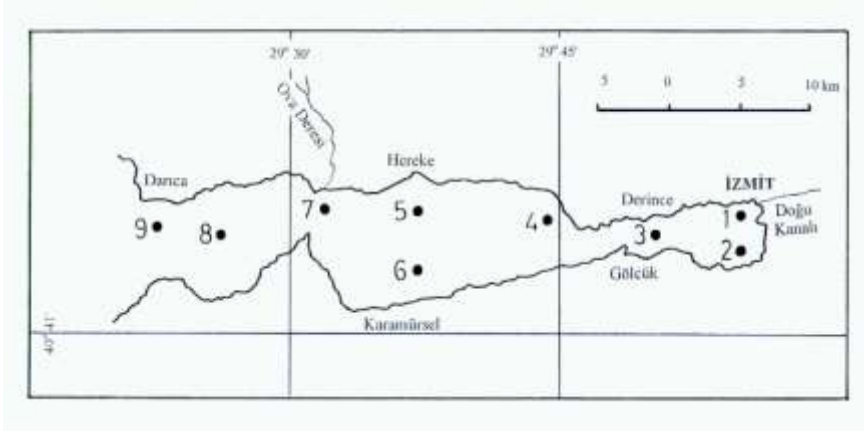 29° 30'
29° 45'
5 0 5 10 km
Ova Deresi
Hereke
Darıca
İZMİT
Derince
Doğu
Kanalı
1
2
3
4
5
6
7
8
9
Gölcük
Karamürsel
40° 41'